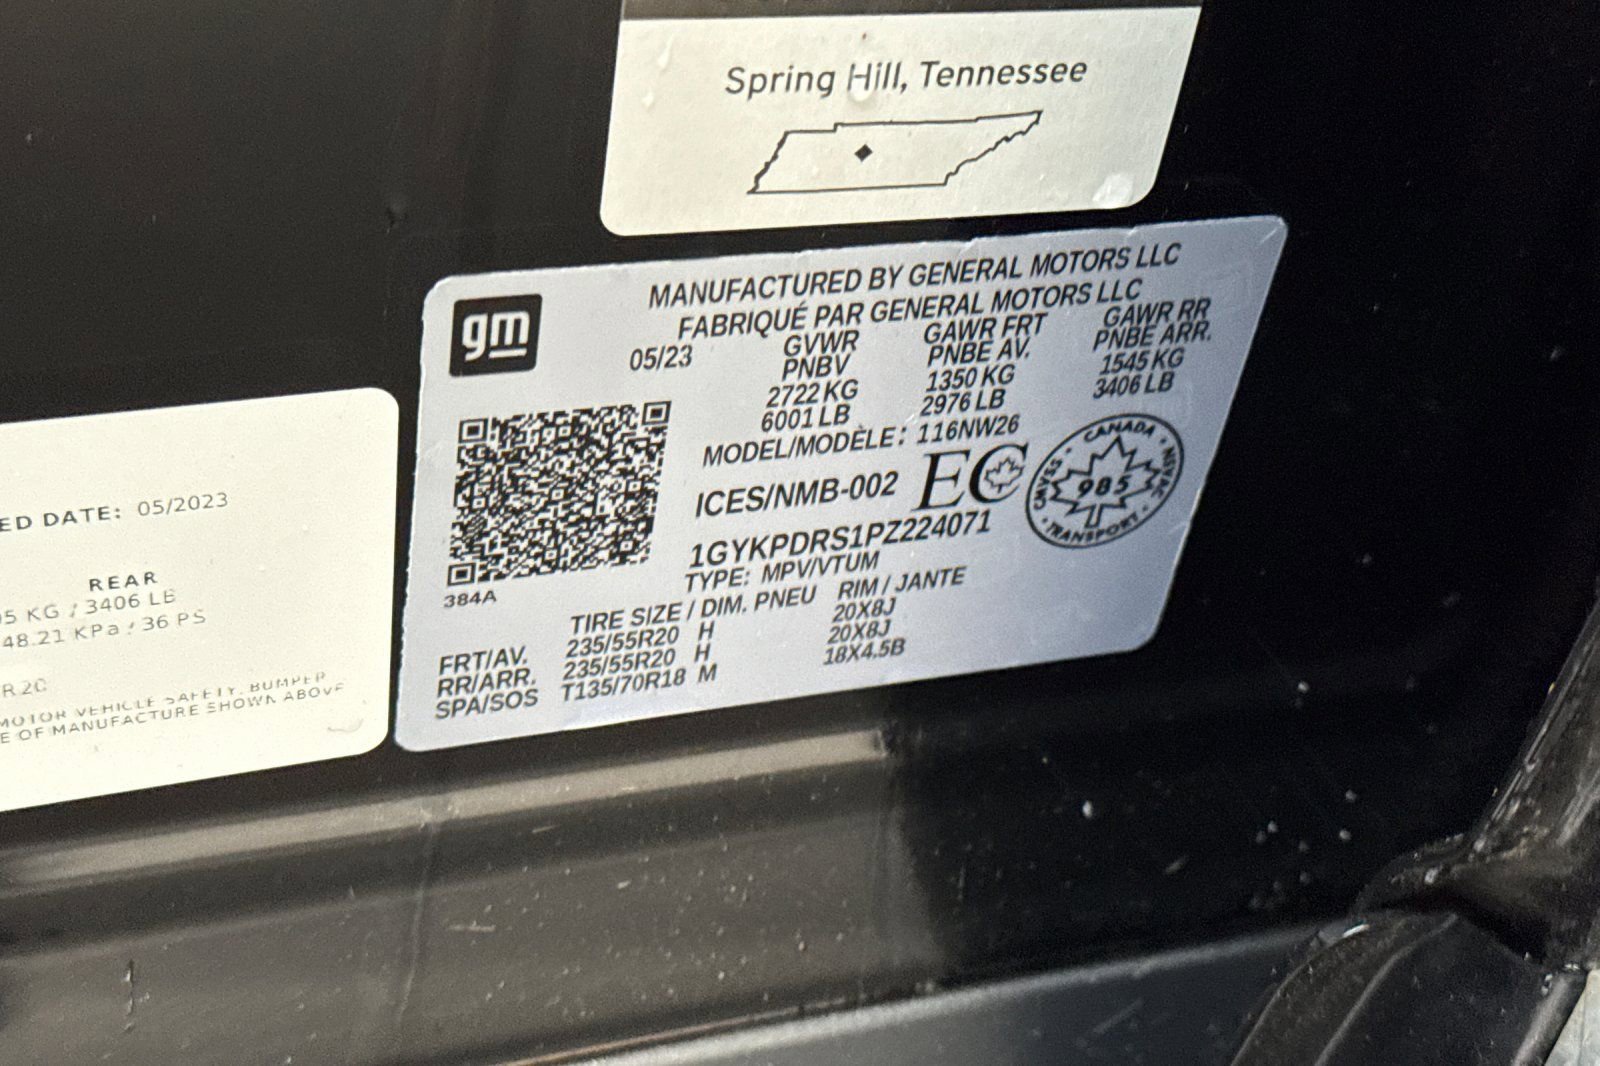 Spring Hill, Tennessee
gm
MANUFACTURED BY GENERAL MOTORS LLC
FABRIQUÉ PAR GENERAL MOTORS LLC
05/23 GVWR GAWR FRT GAWR RR
PNBV PNBE AV. PNBE ARR.
2722 KG 1350 KG 1545 KG
6001 LB 2976 LB 3406 LB
MODEL/MODÈLE: 116NW26
ICES/NMB-002 EC
CANADA
CMVSS 985 NSVAC
TRANSPORT
1GYKPDRS1PZ224071
TYPE: MPV/VTUM
384A
TIRE SIZE / DIM. PNEU RIM / JANTE
FRT/AV. 235/55R20 H 20X8J
RR/ARR. 235/55R20 H 20X8J
SPA/SOS T135/70R18 M 18X4.5B
ED DATE: 05/2023
REAR
5 KG / 3406 LB
48.21 KPa / 36 PS
R20
MOTOR VEHICLE SAFETY, BUMPER
E OF MANUFACTURE SHOWN ABOVE